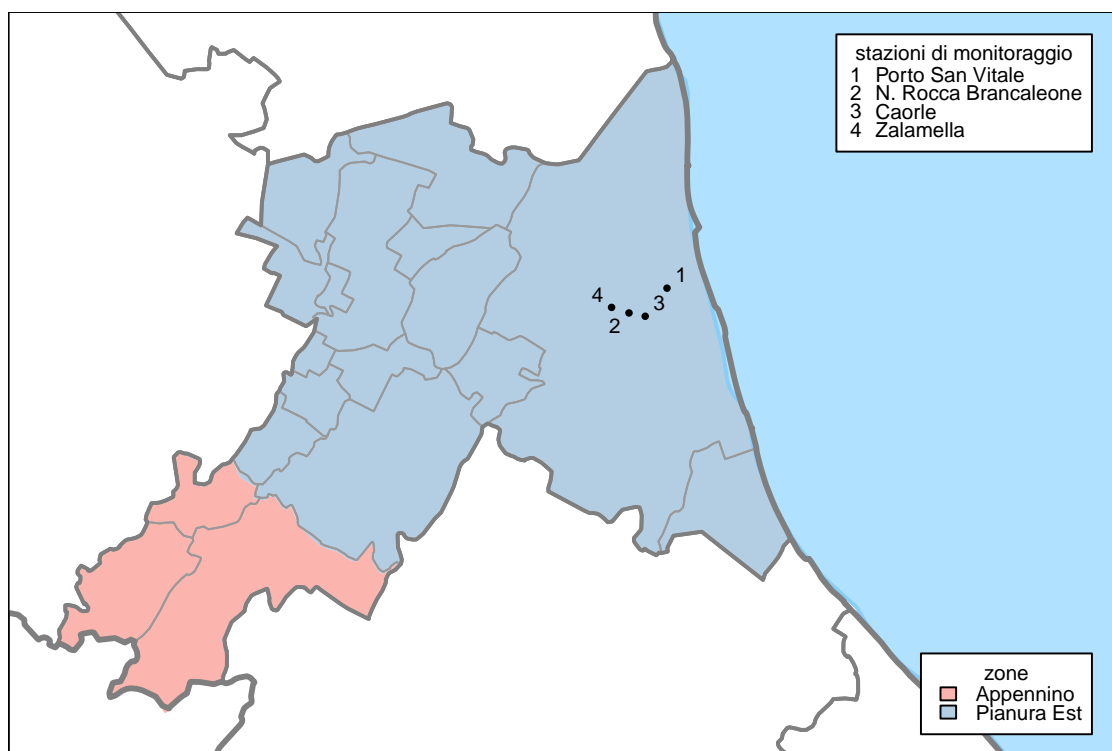 stazioni di monitoraggio
1 Porto San Vitale
2 N. Rocca Brancaleone
3 Caorle
4 Zalamella
1
4
3
2
zone
Appennino
Pianura Est